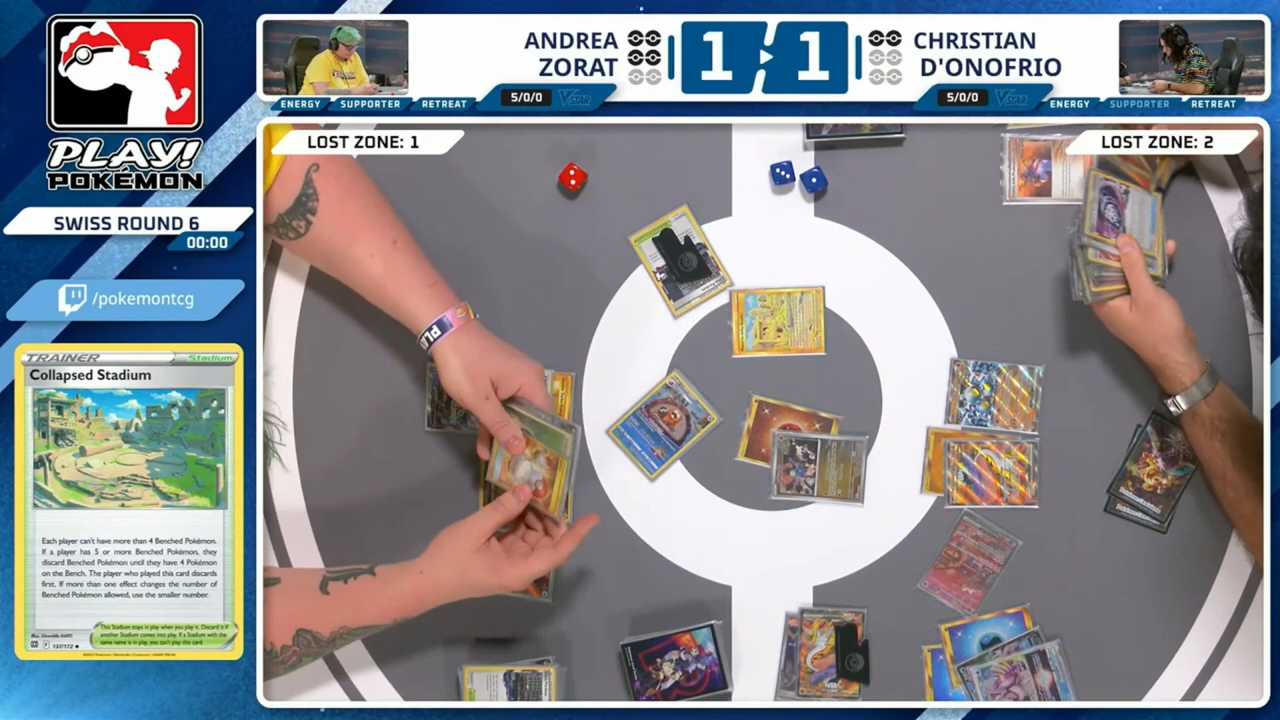 PLAY!
POKÉMON
SWISS ROUND 6
00:00
/pokemontcg
TRAINER
Stadium
Collapsed Stadium
Each player can't have more than 4 Benched Pokémon.
If a player has 5 or more Benched Pokémon, they
discard Benched Pokémon until they have 4 Pokémon
on the Bench. The player who played this card discards
first. If more than one effect changes the number of
Benched Pokémon allowed, use the smaller number.
This Stadium stays in play when you play it. Discard it if
another Stadium comes into play. If a Stadium with the
same name is in play, you can't play this card.
137/172
ANDREA
ZORAT
1
1
CHRISTIAN
D'ONOFRIO
ENERGY
SUPPORTER
RETREAT
5/0/0
VSTAR
5/0/0
VSTAR
ENERGY
SUPPORTER
RETREAT
LOST ZONE: 1
LOST ZONE: 2